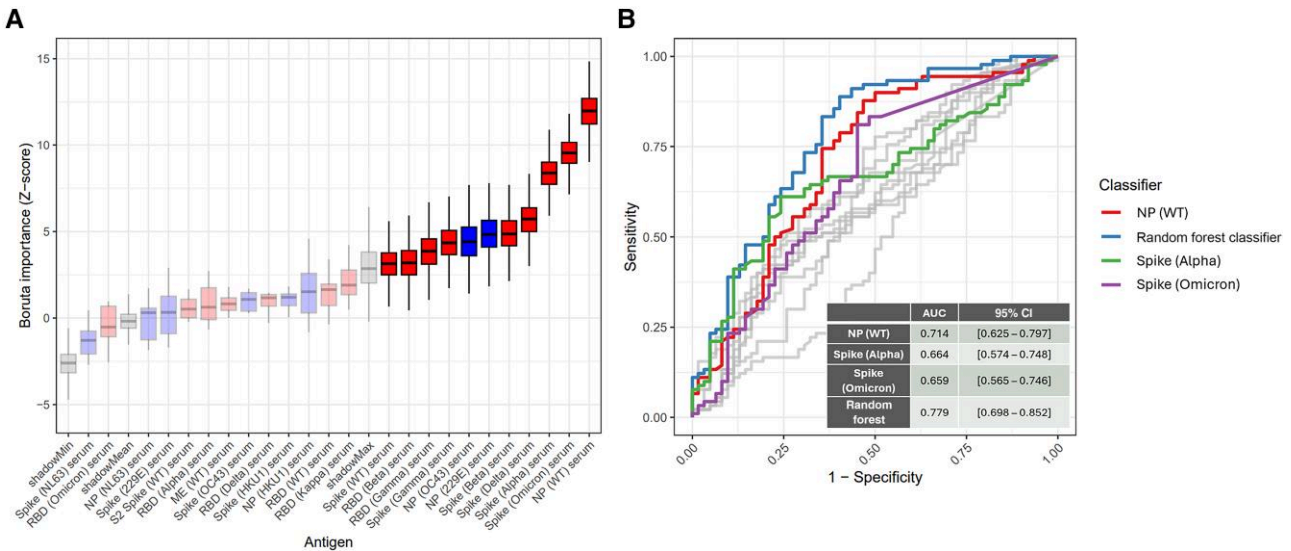 A
Boruta importance (Z−score)
15
10
5
0
−5
shadowMin
Spike (NL63) serum
RBD (Omicron) serum
shadowMean
NP (NL63) serum
Spike (229E) serum
S2 Spike (WT) serum
RBD (Alpha) serum
ME (WT) serum
Spike (OC43) serum
RBD (Delta) serum
Spike (HKU1) serum
NP (HKU1) serum
RBD (WT) serum
RBD (Kappa) serum
shadowMax
Spike (WT) serum
RBD (Beta) serum
RBD (Gamma) serum
Spike (Gamma) serum
NP (OC43) serum
NP (229E) serum
Spike (Beta) serum
Spike (Delta) serum
Spike (Alpha) serum
Spike (Omicron) serum
NP (WT) serum
Antigen
B
Sensitivity
1.00
0.75
0.50
0.25
0.00
AUC 95% CI
NP (WT) 0.714 [0.625–0.797]
Spike (Alpha) 0.664 [0.574–0.748]
Spike
(Omicron) 0.659 [0.565–0.746]
Random
forest 0.779 [0.698–0.852]
0.00 0.25 0.50 0.75 1.00
1 − Specificity
Classifier
NP (WT)
Random forest classifier
Spike (Alpha)
Spike (Omicron)